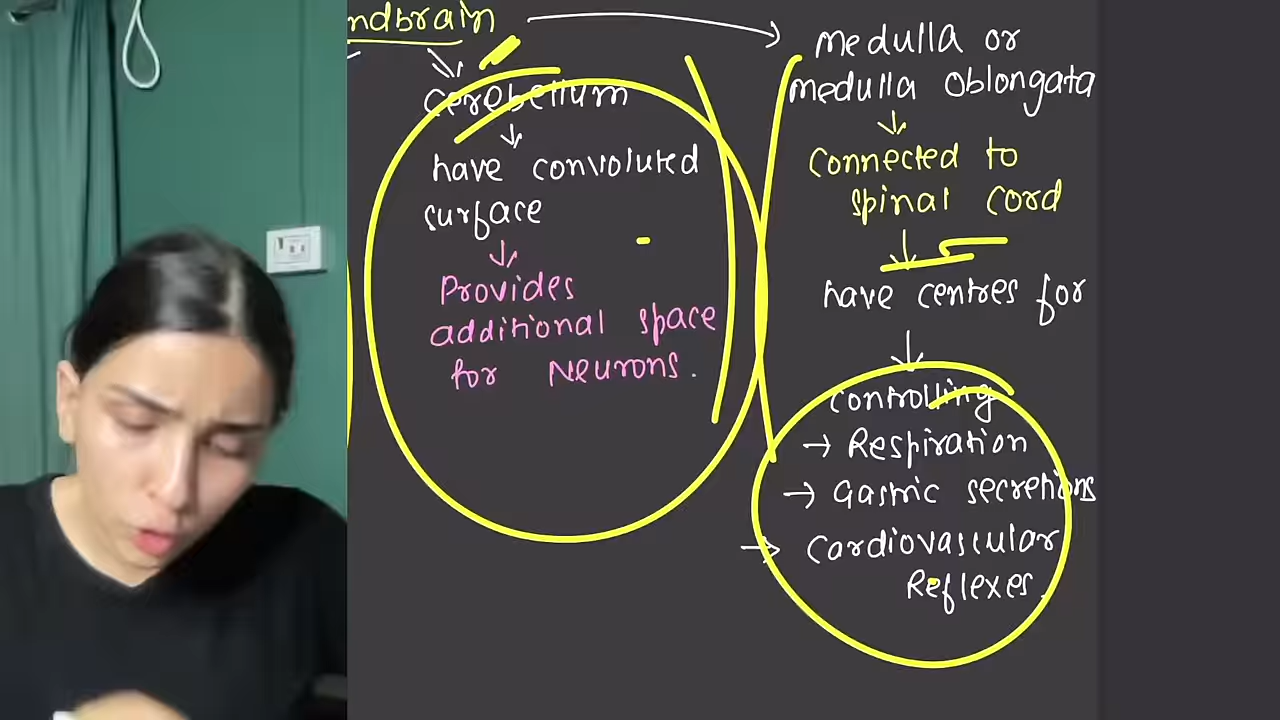 ndbrain
cerebellum
have convoluted
surface
Provides
additional space
for Neurons.
Medulla or
Medulla Oblongata
Connected to
spinal cord
have centres for
controlling
→ Respiration
→ Gastric secretions
→ Cardiovascular
Reflexes.